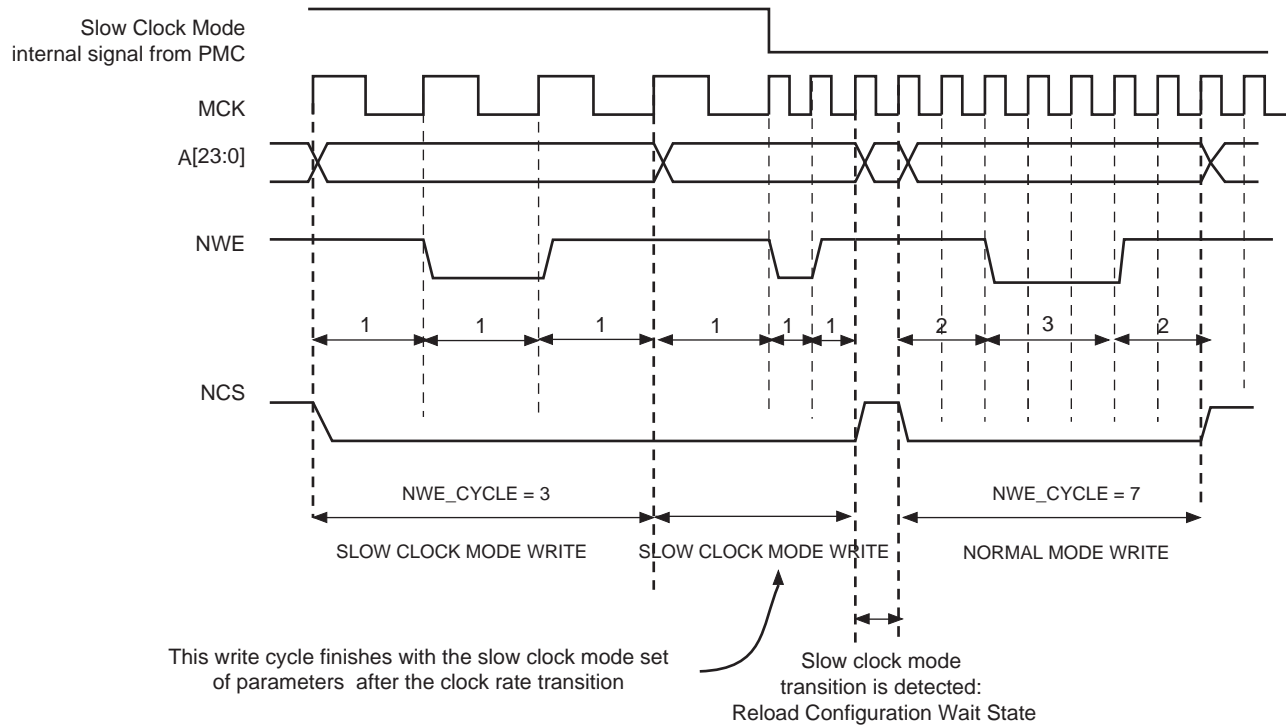 Slow Clock Mode
internal signal from PMC
MCK
A[23:0]
NWE
1 1 1 1 1 1 2 3 2
NCS
NWE_CYCLE = 3 NWE_CYCLE = 7
SLOW CLOCK MODE WRITE SLOW CLOCK MODE WRITE NORMAL MODE WRITE
This write cycle finishes with the slow clock mode set
of parameters after the clock rate transition
Slow clock mode
transition is detected:
Reload Configuration Wait State